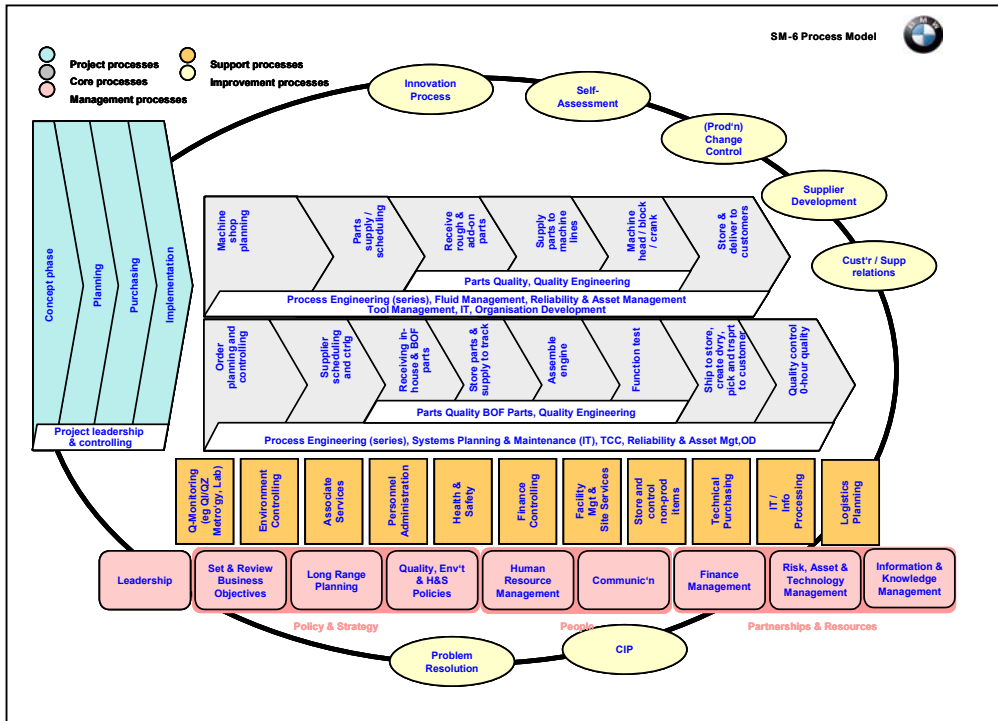 SM-6 Process Model
BMW
Project processes
Core processes
Management processes
Support processes
Improvement processes
Innovation
Process
Self-
Assessment
(Prod'n)
Change
Control
Supplier
Development
Cust'r / Supp
relations
Concept phase
Planning
Purchasing
Implementation
Project leadership
& controlling
Machine
shop
planning
Parts
supply /
scheduling
Receive
rough &
add-on
parts
Supply
parts to
machine
lines
Machine
head / block
/ crank
Store &
deliver to
customers
Parts Quality, Quality Engineering
Process Engineering (series), Fluid Management, Reliability & Asset Management
Tool Management, IT, Organisation Development
Order
planning and
controlling
Supplier
scheduling
and ctrlg
Receiving in-
house & BOF
parts
Store parts &
supply to track
Assemble
engine
Function test
Ship to store,
create dvry,
pick and trsprt
to customer
Quality control
0-hour quality
Parts Quality BOF Parts, Quality Engineering
Process Engineering (series), Systems Planning & Maintenance (IT), TCC, Reliability & Asset Mgt,OD
Q-Monitoring
(eg QI/QZ
Metro'gy, Lab)
Environment
Controlling
Associate
Services
Personnel
Administration
Health &
Safety
Finance
Controlling
Facility
Mgt &
Site Services
Store and
control
non-prod
items
Technical
Purchasing
IT /
Info
Processing
Logistics
Planning
Leadership
Set & Review
Business
Objectives
Long Range
Planning
Quality, Env't
& H&S
Policies
Human
Resource
Management
Communic'n
Finance
Management
Risk, Asset &
Technology
Management
Information &
Knowledge
Management
Policy & Strategy
People
Partnerships & Resources
Problem
Resolution
CIP